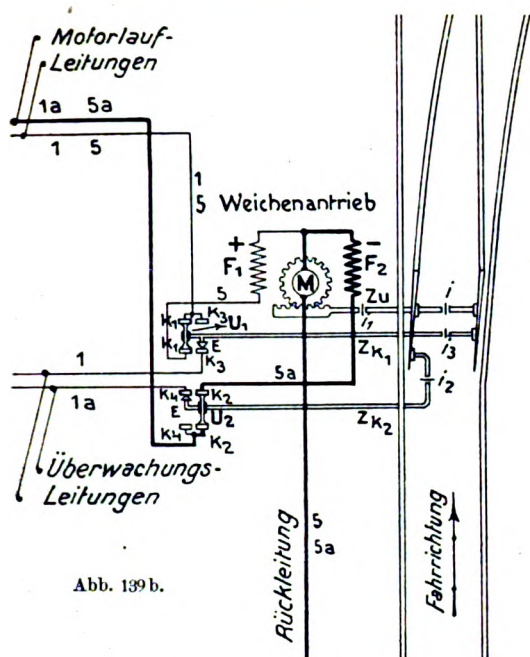 Motorlauf-
Leitungen
1a 5a
1 5
1
5
Weichenantrieb
+
−
F1
F2
M
5
Zu
i
i1
K1
K3
U1
K1
E
K3
ZK1
i3
1
5a
i2
1a
K4
K2
E
U2
ZK2
K4
K2
Überwachungs-
Leitungen
Rückleitung
5
5a
Fahrrichtung
Abb. 139b.